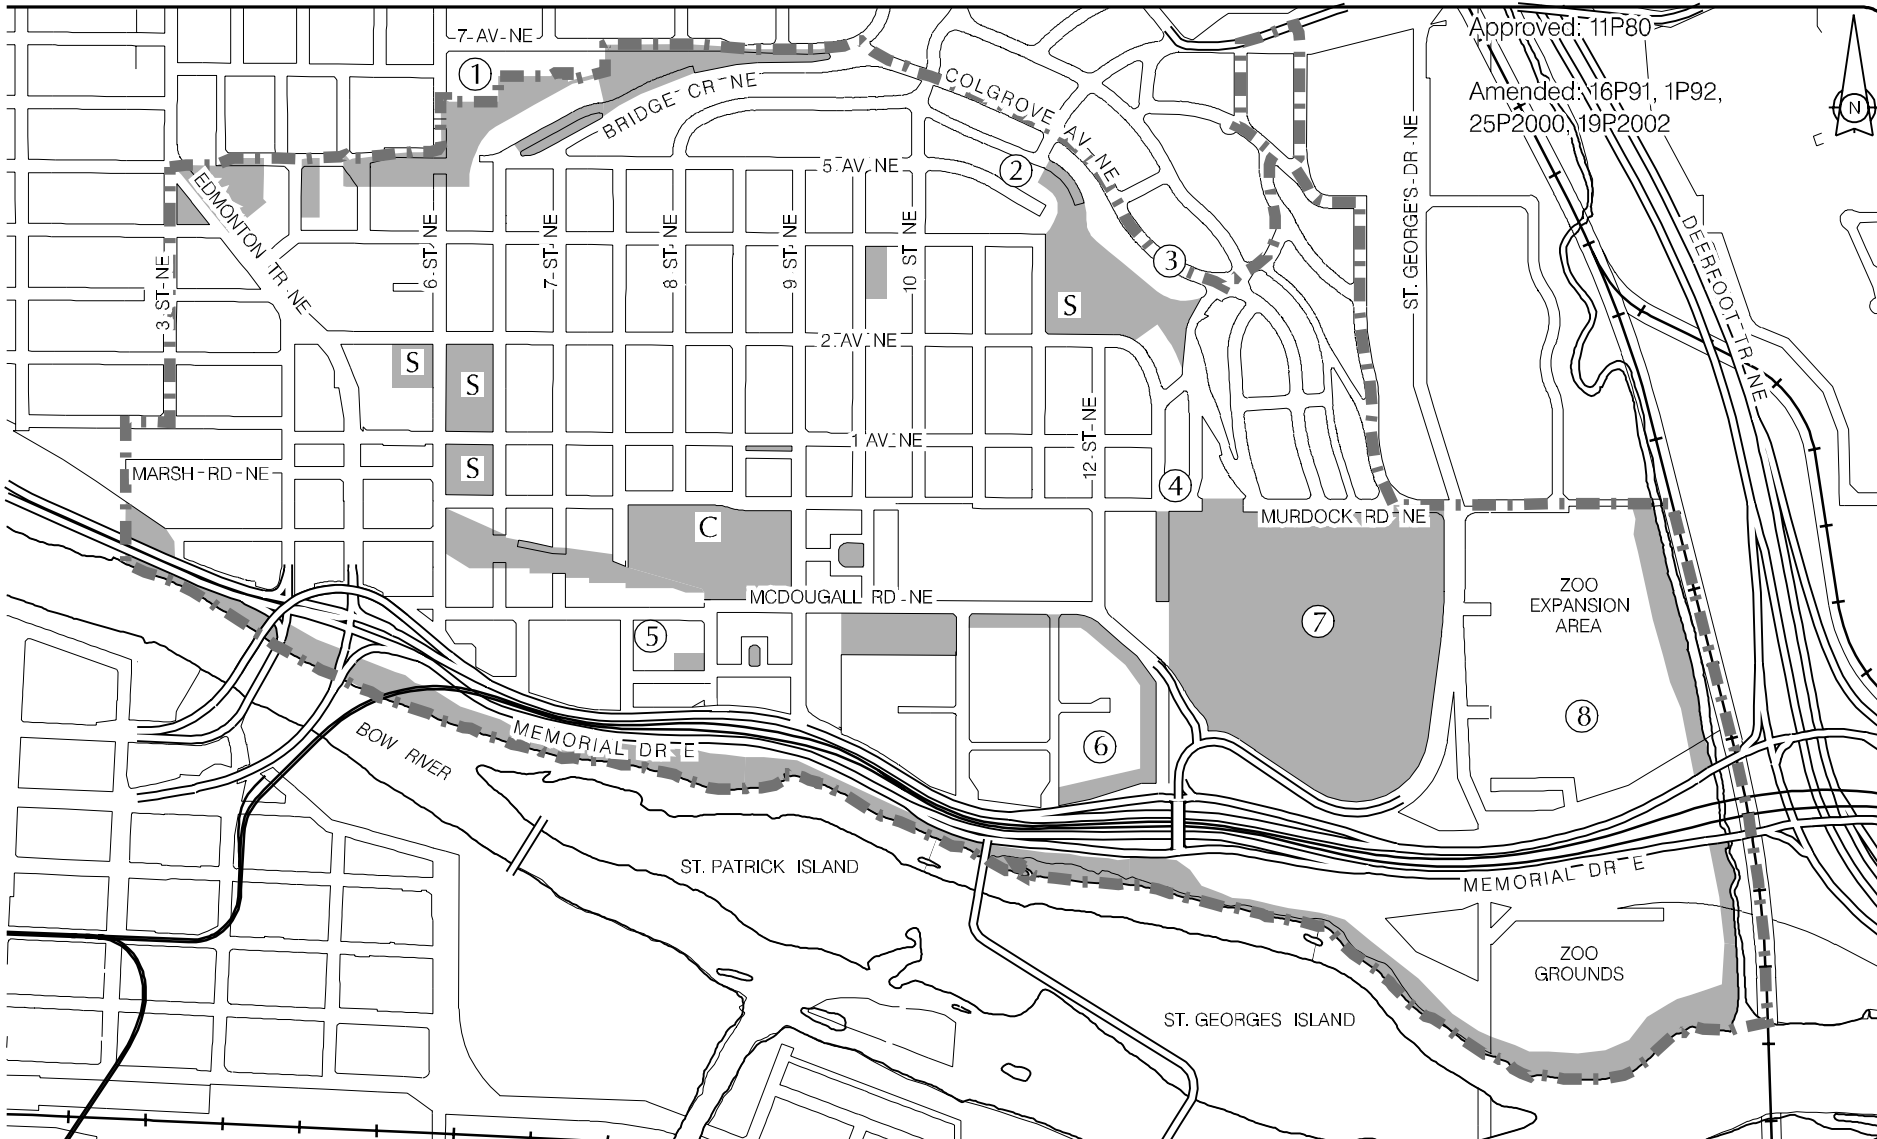 Approved: 11P80
Amended: 16P91, 1P92,
25P2000, 19P2002
N
7 AV NE
1
BRIDGE CR NE
COLGROVE AV NE
5 AV NE
2
EDMONTON TR NE
3 ST NE
6 ST NE
7 ST NE
8 ST NE
9 ST NE
10 ST NE
3
ST. GEORGE'S DR NE
DEERFOOT TR NE
S
2 AV NE
S
S
1 AV NE
12 ST NE
MARSH RD NE
S
4
C
MURDOCK RD NE
MCDOUGALL RD NE
ZOO
EXPANSION
AREA
5
7
6
8
MEMORIAL DR E
BOW RIVER
ST. PATRICK ISLAND
MEMORIAL DR E
ZOO
GROUNDS
ST. GEORGES ISLAND